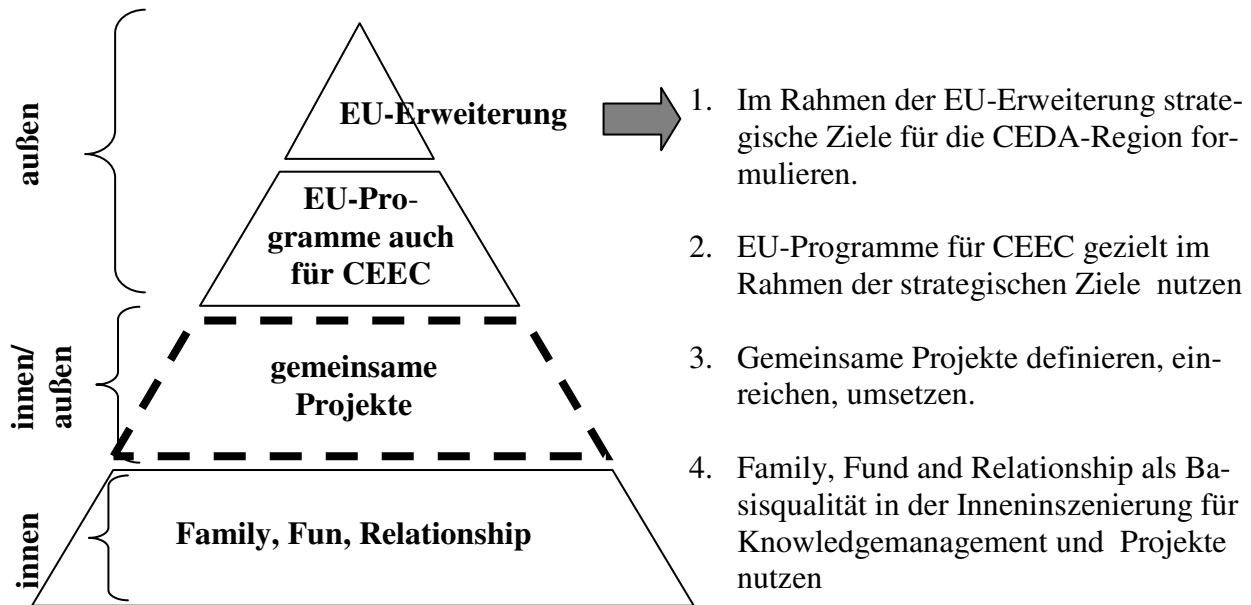 außen
EU-Erweiterung
EU-Pro-
gramme auch
für CEEC
innen/
außen
gemeinsame
Projekte
innen
Family, Fun, Relationship
1. Im Rahmen der EU-Erweiterung strate-
gische Ziele für die CEDA-Region for-
mulieren.
2. EU-Programme für CEEC gezielt im
Rahmen der strategischen Ziele nutzen
3. Gemeinsame Projekte definieren, ein-
reichen, umsetzen.
4. Family, Fund and Relationship als Ba-
sisqualität in der Inneninszenierung für
Knowledgemanagement und Projekte
nutzen